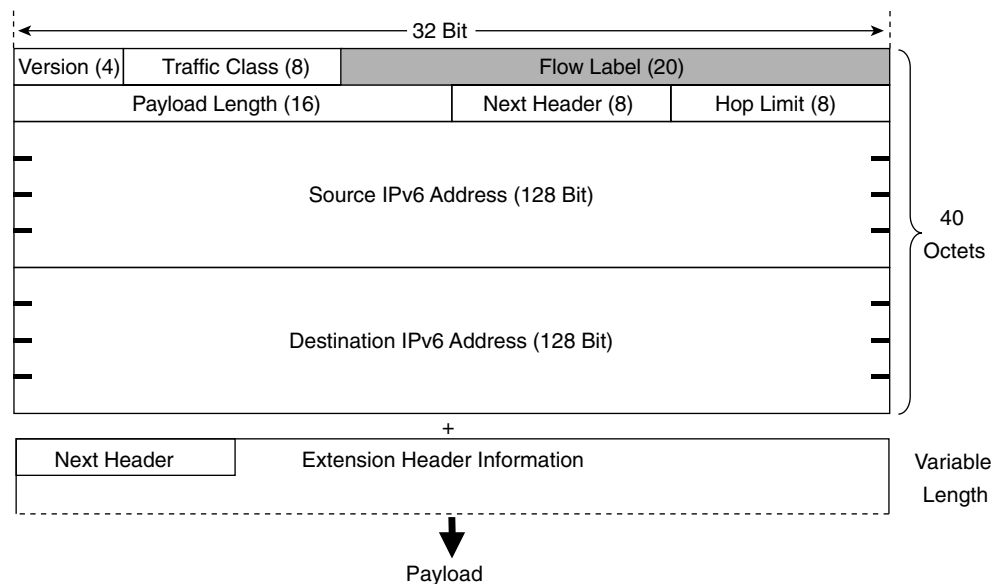 32 Bit
Version (4) Traffic Class (8) Flow Label (20)
Payload Length (16) Next Header (8) Hop Limit (8)
Source IPv6 Address (128 Bit)
40
Octets
Destination IPv6 Address (128 Bit)
+
Next Header Extension Header Information
Variable
Length
Payload